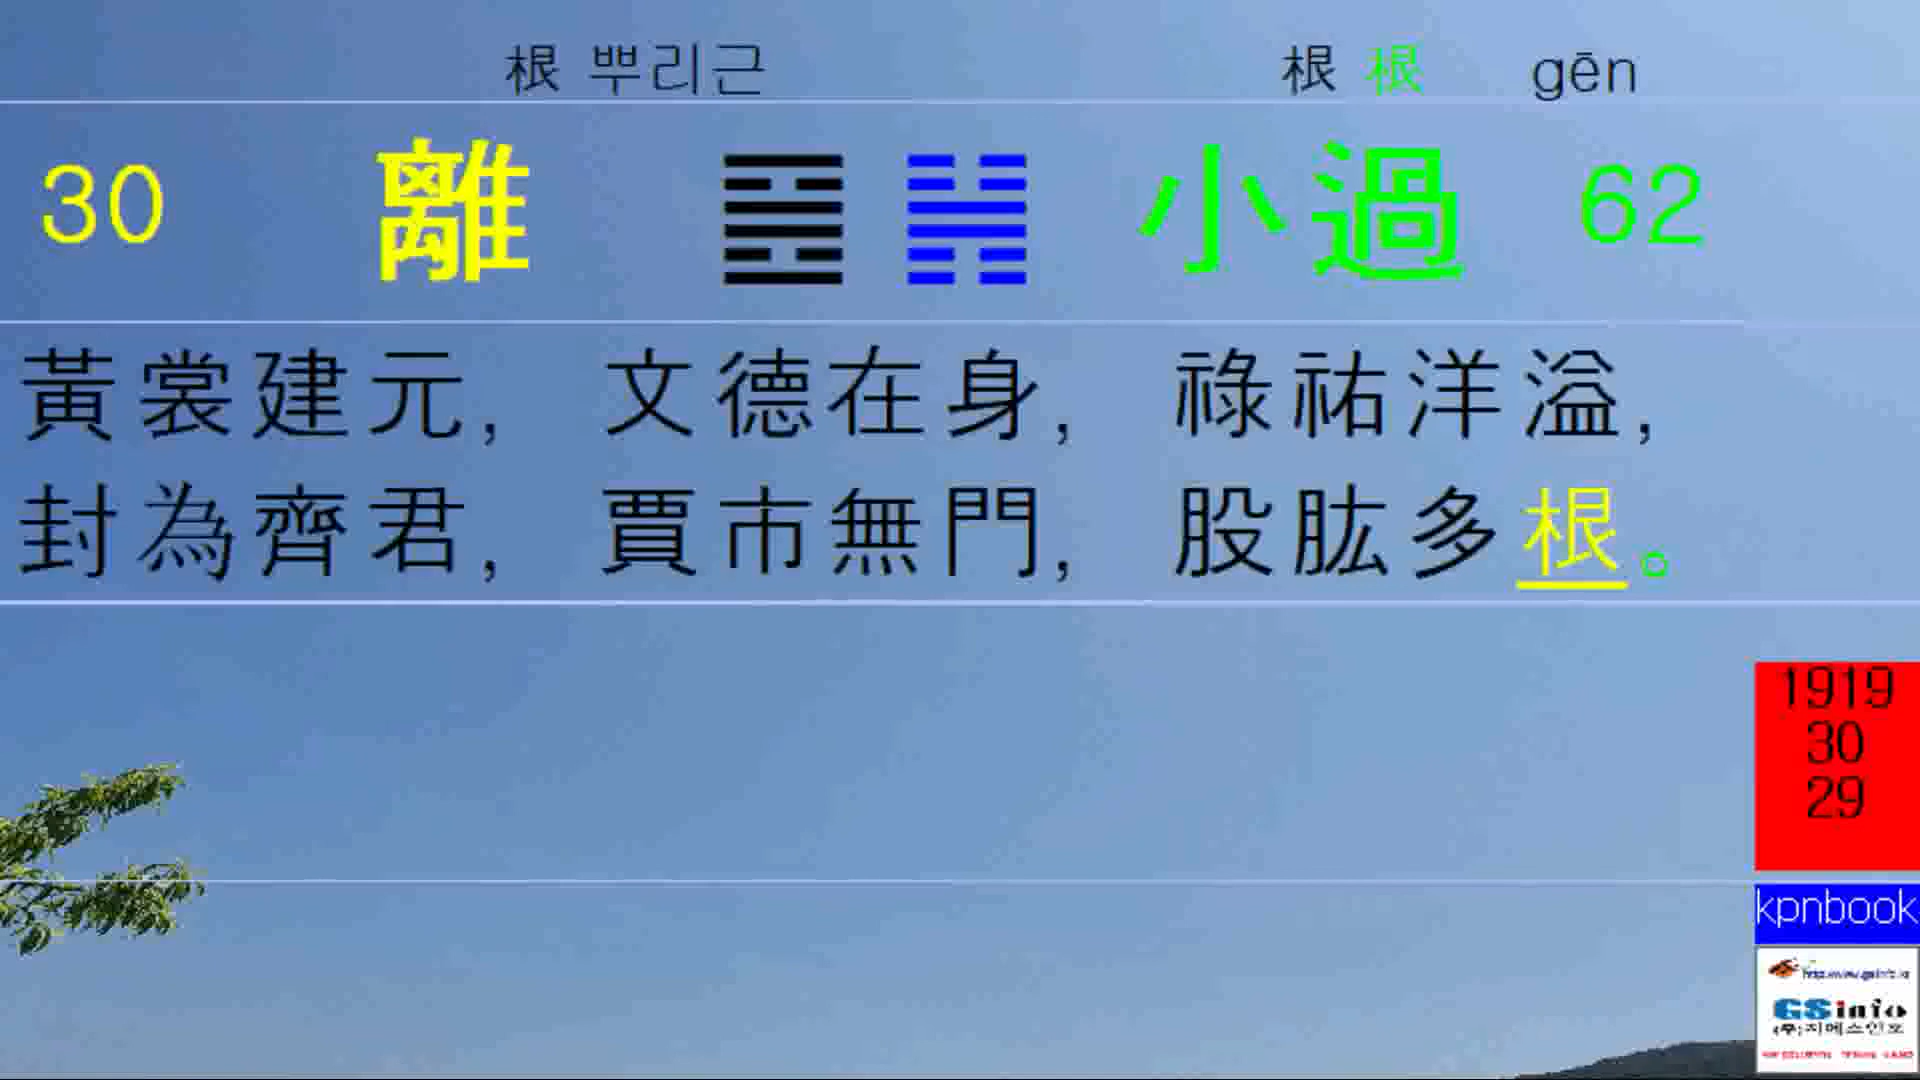 根 뿌리근 根 根 gēn
30 離 小過 62
黃裳建元, 文德在身, 祿祐洋溢,
封為齊君, 賈市無門, 股肱多根。
1919
30
29
kpnbook
GSinfo
(주)지에스인포